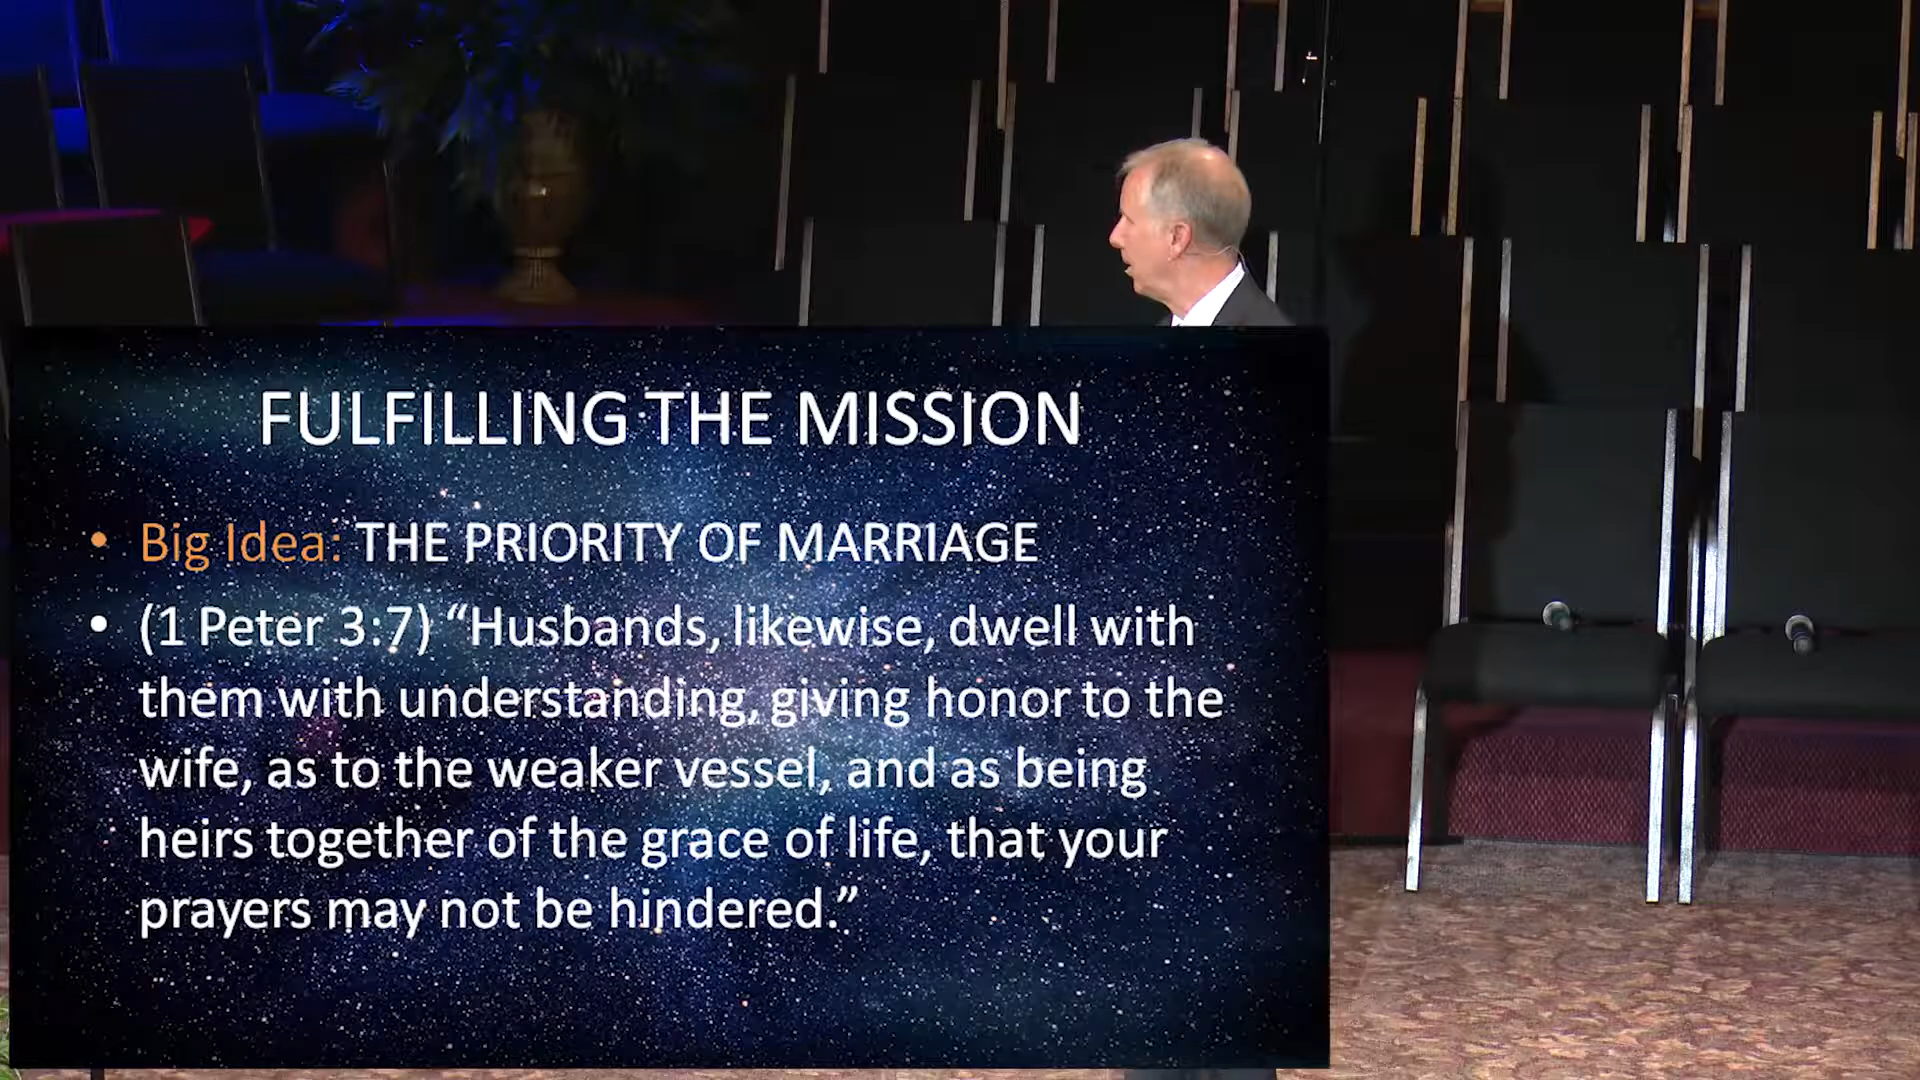 FULFILLING THE MISSION
• Big Idea: THE PRIORITY OF MARRIAGE
• (1 Peter 3:7) “Husbands, likewise, dwell with
them with understanding, giving honor to the
wife, as to the weaker vessel, and as being
heirs together of the grace of life, that your
prayers may not be hindered.”